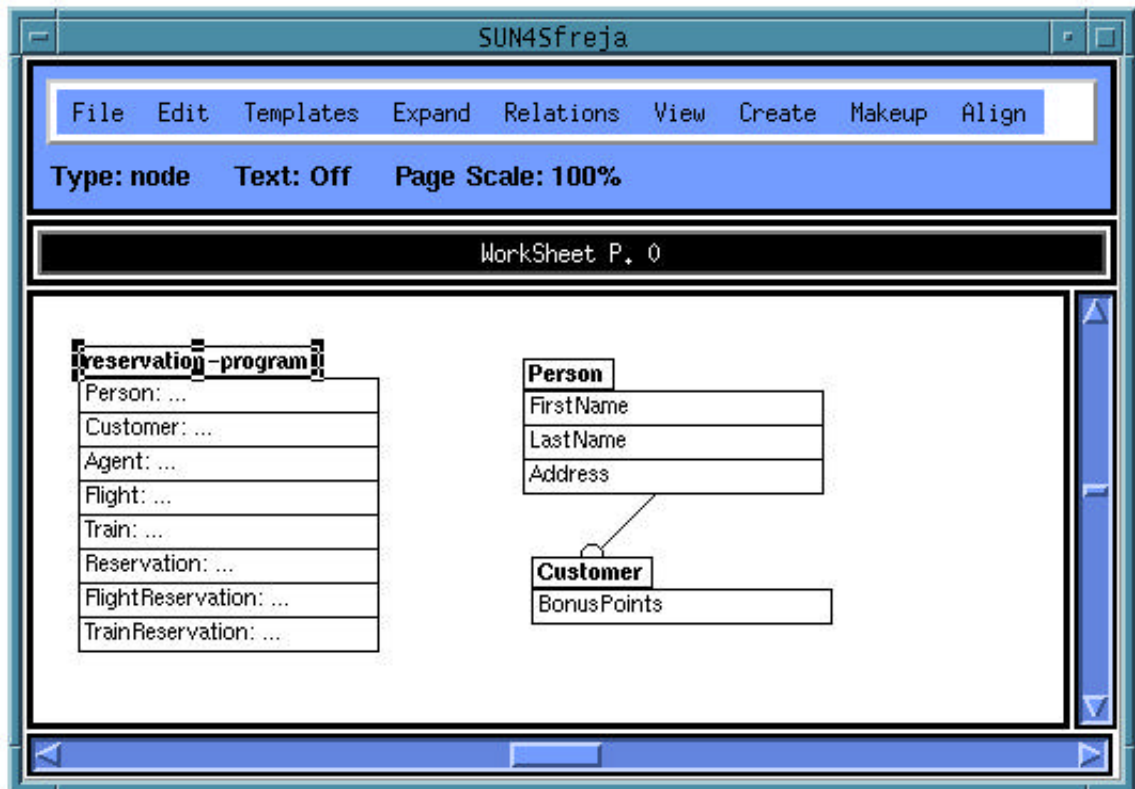 SUN4Sfreja
File Edit Templates Expand Relations View Create Makeup Align
Type: node Text: Off Page Scale: 100%
WorkSheet P. 0
reservation-program
Person: ...
Customer: ...
Agent: ...
Flight: ...
Train: ...
Reservation: ...
FlightReservation: ...
TrainReservation: ...
Person
FirstName
LastName
Address
Customer
BonusPoints